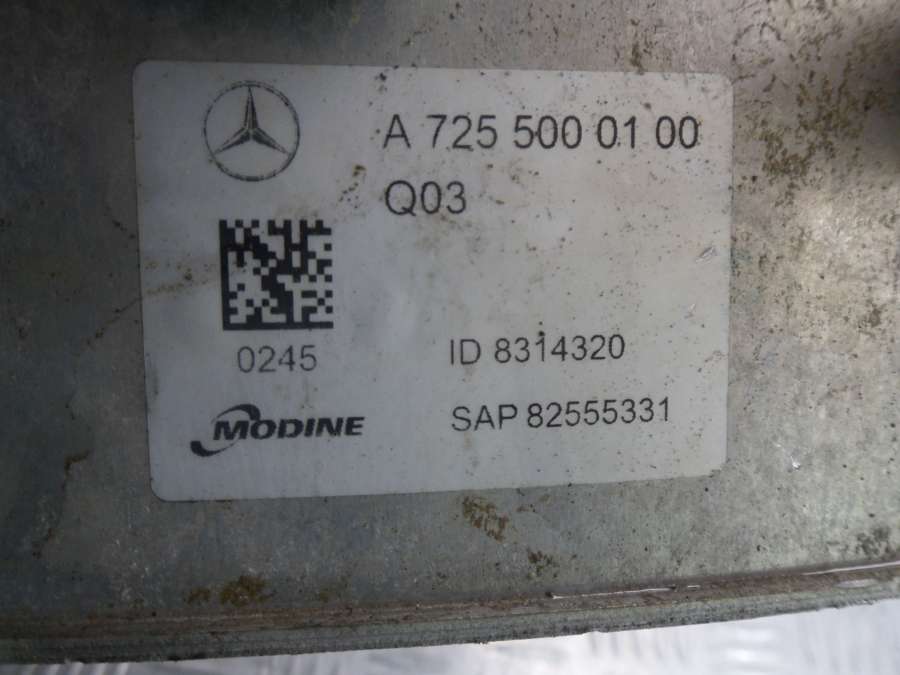 A 725 500 01 00
Q03
0245
ID 8314320
MODINE
SAP 82555331